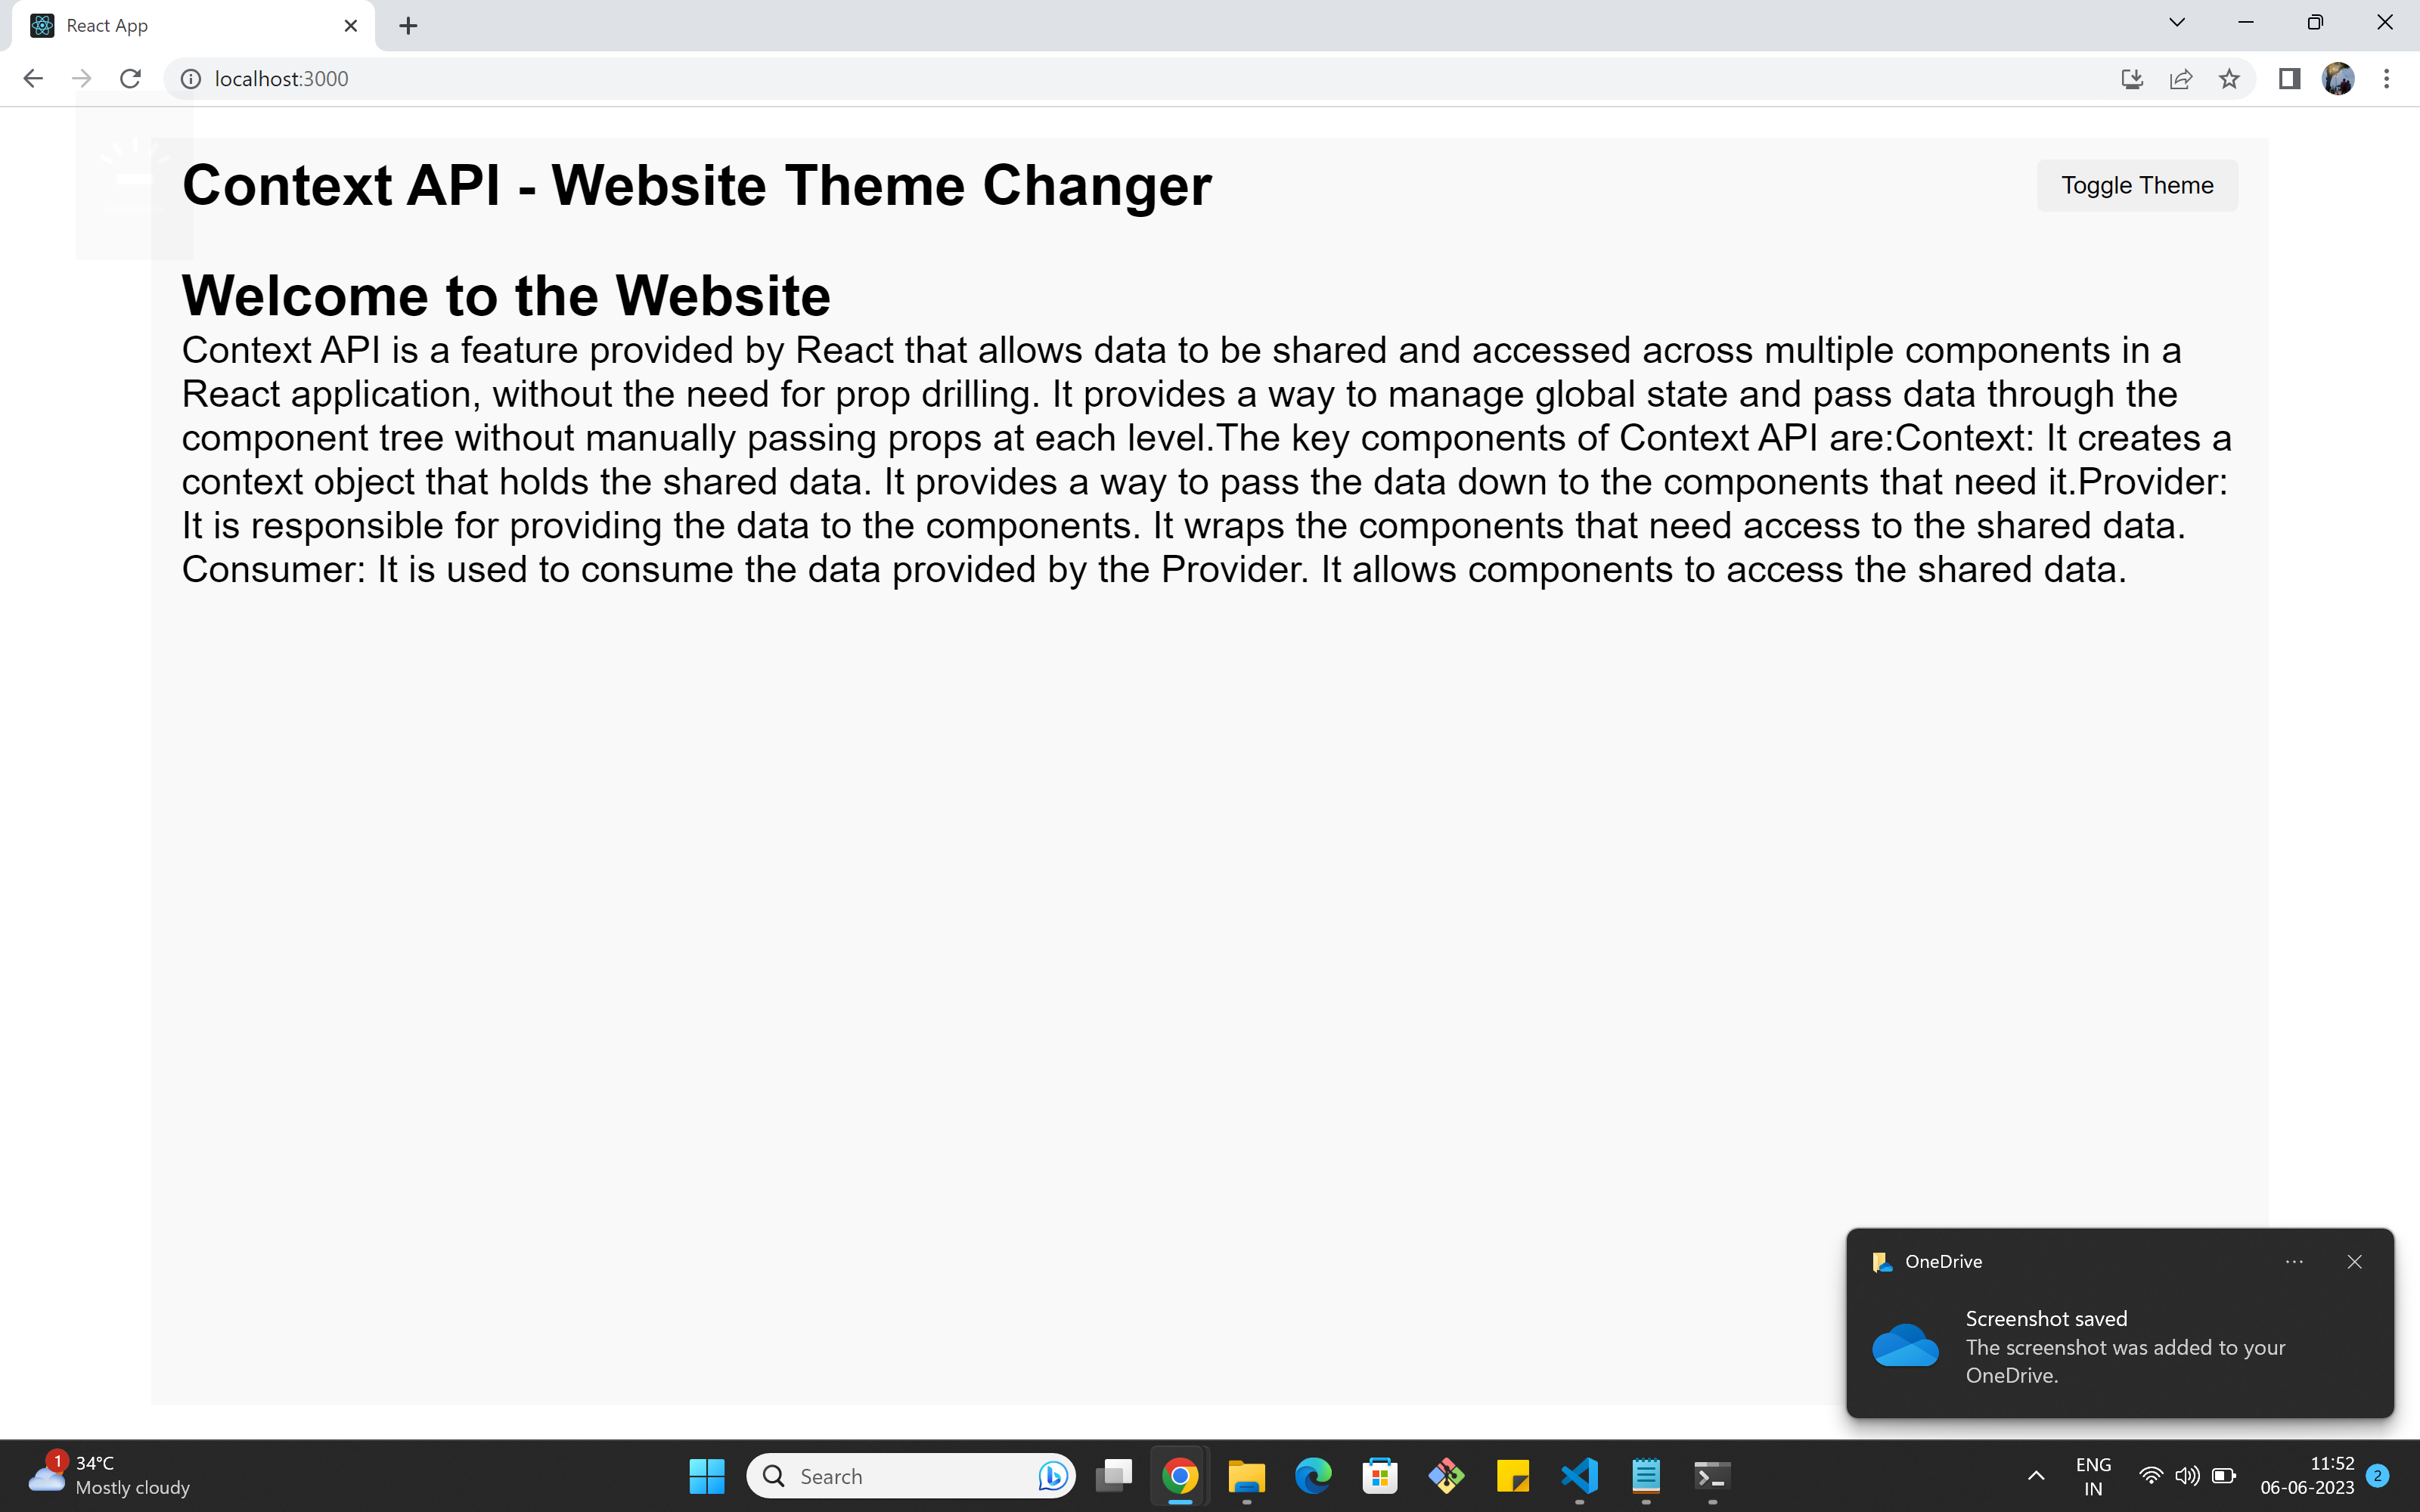 React App
localhost:3000
Context API - Website Theme Changer
Toggle Theme
Welcome to the Website
Context API is a feature provided by React that allows data to be shared and accessed across multiple components in a
React application, without the need for prop drilling. It provides a way to manage global state and pass data through the
component tree without manually passing props at each level.The key components of Context API are:Context: It creates a
context object that holds the shared data. It provides a way to pass the data down to the components that need it.Provider:
It is responsible for providing the data to the components. It wraps the components that need access to the shared data.
Consumer: It is used to consume the data provided by the Provider. It allows components to access the shared data.
OneDrive
Screenshot saved
The screenshot was added to your
OneDrive.
1
34°C
Mostly cloudy
Search
ENG
IN
11:52
06-06-2023
2